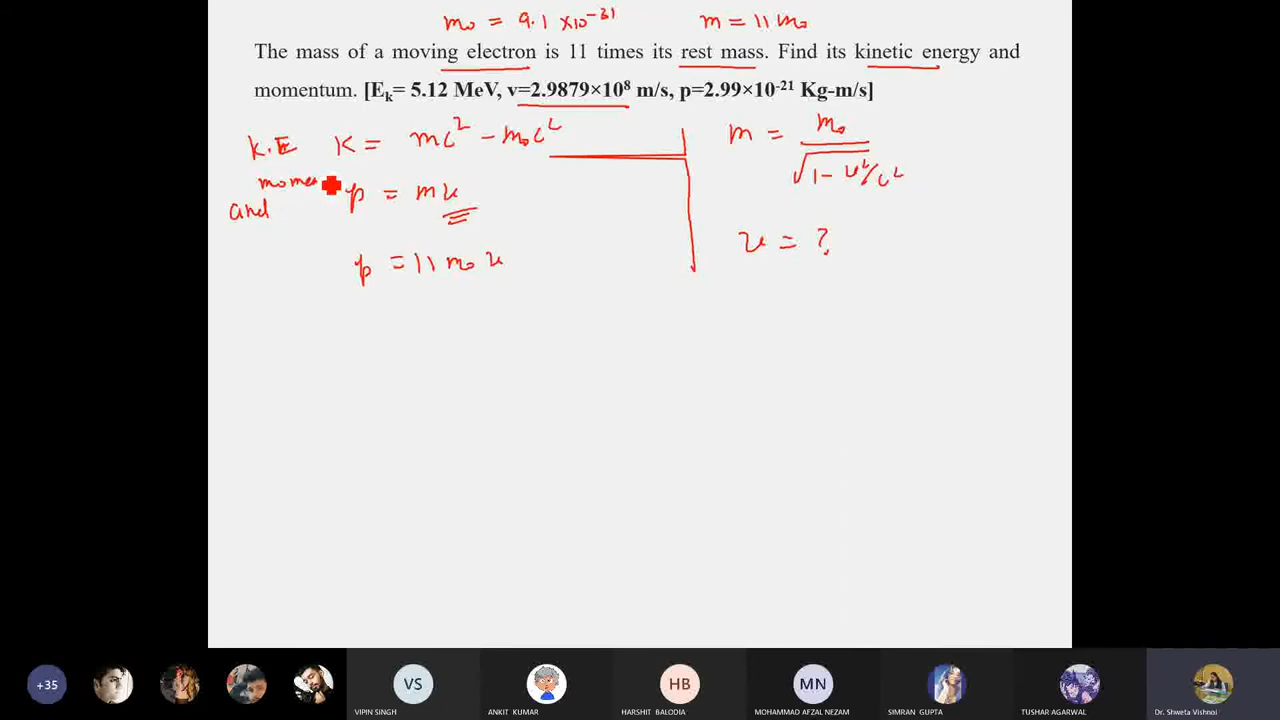 m₀ = 9.1 ×10⁻³¹ m = 11 m₀
The mass of a moving electron is 11 times its rest mass. Find its kinetic energy and
momentum. [Eₖ= 5.12 MeV, v=2.9879×10⁸ m/s, p=2.99×10⁻²¹ Kg-m/s]
K.E K = mc² - m₀c²
m = m₀ / √1 - v²/c²
mome
p = mv
and
v = ?
p = 11 m₀ v
+35
VS
HB
MN
VIPIN SINGH
ANKIT KUMAR
HARSHIT BALODIA
MOHAMMAD AFZAL NEZAM
SIMRAN GUPTA
TUSHAR AGARWAL
Dr. Shweta Vishnoi